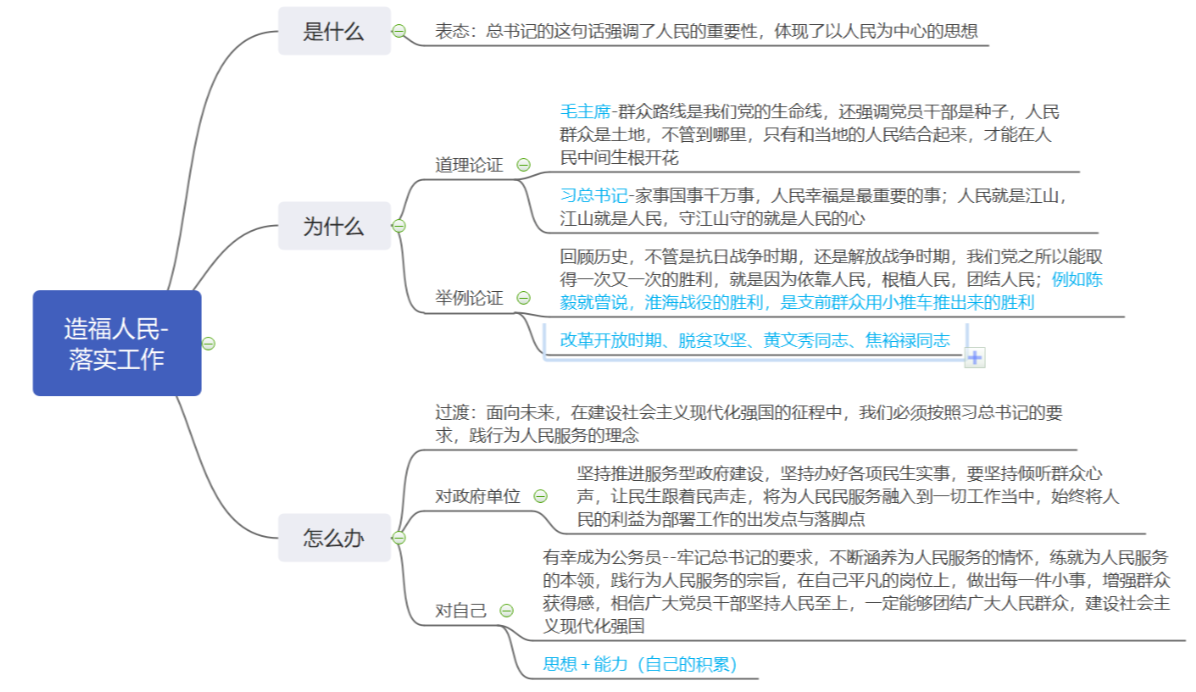 造福人民-
落实工作
是什么
表态：总书记的这句话强调了人民的重要性，体现了以人民为中心的思想
为什么
道理论证
毛主席-群众路线是我们党的生命线，还强调党员干部是种子，人民
群众是土地，不管到哪里，只有和当地的人民结合起来，才能在人
民中间生根开花
习总书记-家事国事千万事，人民幸福是最重要的事；人民就是江山，
江山就是人民，守江山守的就是人民的心
举例论证
回顾历史，不管是抗日战争时期，还是解放战争时期，我们党之所以能取
得一次又一次的胜利，就是因为依靠人民，根植人民，团结人民；例如陈
毅就曾说，淮海战役的胜利，是支前群众用小推车推出来的胜利
改革开放时期、脱贫攻坚、黄文秀同志、焦裕禄同志
怎么办
过渡：面向未来，在建设社会主义现代化强国的征程中，我们必须按照习总书记的要
求，践行为人民服务的理念
对政府单位
坚持推进服务型政府建设，坚持办好各项民生实事，要坚持倾听群众心
声，让民生跟着民声走，将为人民民服务融入到一切工作当中，始终将人
民的利益为部署工作的出发点与落脚点
对自己
有幸成为公务员--牢记总书记的要求，不断涵养为人民服务的情怀，练就为人民服务
的本领，践行为人民服务的宗旨，在自己平凡的岗位上，做出每一件小事，增强群众
获得感，相信广大党员干部坚持人民至上，一定能够团结广大人民群众，建设社会主
义现代化强国
思想＋能力（自己的积累）